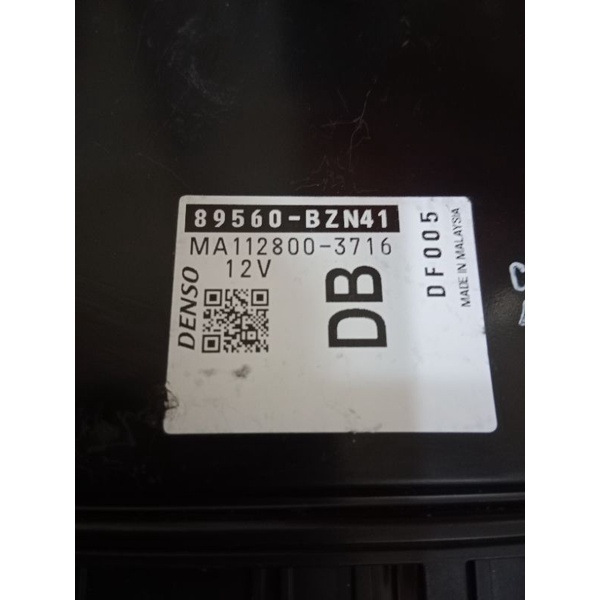 89560-BZN41
MA112800-3716
12V
DENSO
DB
DF005
MADE IN MALAYSIA